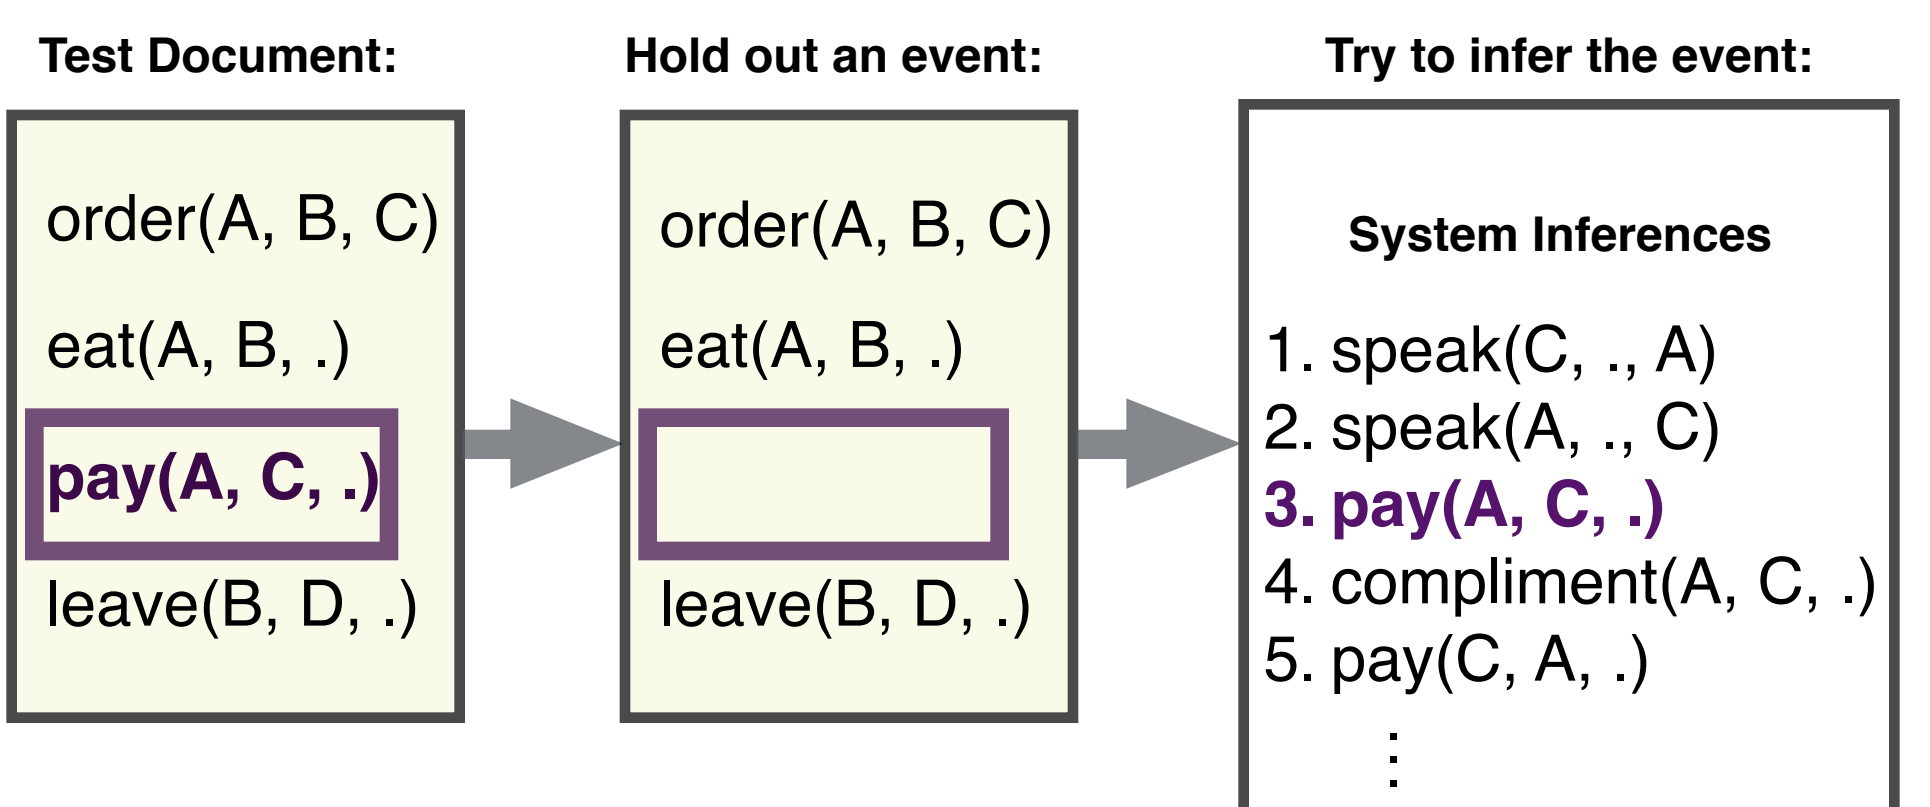 Test Document:
order(A, B, C)
eat(A, B, .)
pay(A, C, .)
leave(B, D, .)
Hold out an event:
order(A, B, C)
eat(A, B, .)
leave(B, D, .)
Try to infer the event:
System Inferences
1. speak(C, ., A)
2. speak(A, ., C)
3. pay(A, C, .)
4. compliment(A, C, .)
5. pay(C, A, .)
⋮